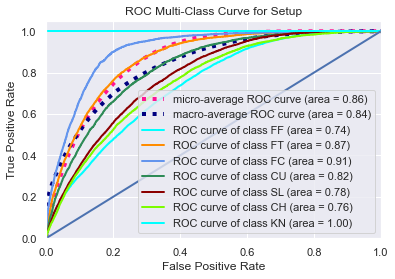 ROC Multi-Class Curve for Setup
True Positive Rate
1.0
0.8
0.6
0.4
0.2
0.0
micro-average ROC curve (area = 0.86)
macro-average ROC curve (area = 0.84)
ROC curve of class FF (area = 0.74)
ROC curve of class FT (area = 0.87)
ROC curve of class FC (area = 0.91)
ROC curve of class CU (area = 0.82)
ROC curve of class SL (area = 0.78)
ROC curve of class CH (area = 0.76)
ROC curve of class KN (area = 1.00)
0.0 0.2 0.4 0.6 0.8 1.0
False Positive Rate